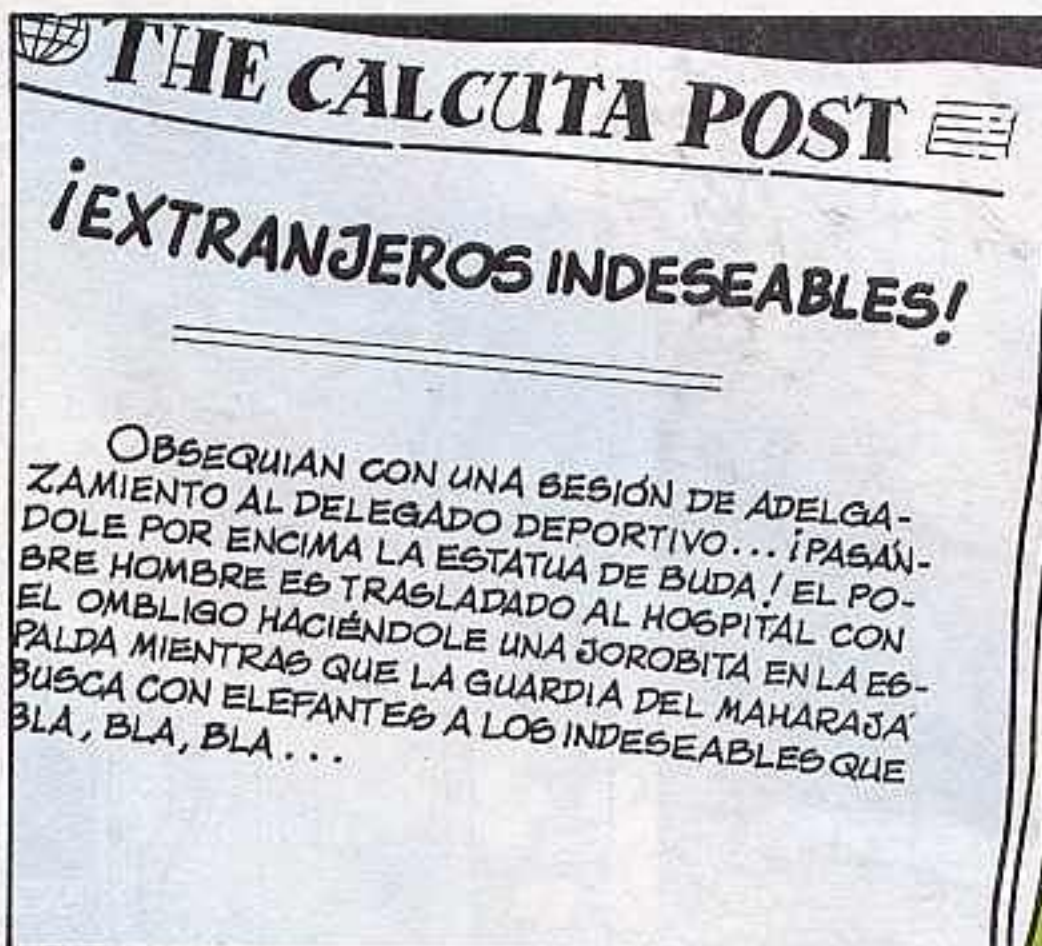 THE CALCUTA POST
¡EXTRANJEROS INDESEABLES!
OBSEQUIAN CON UNA SESIÓN DE ADELGA-
ZAMIENTO AL DELEGADO DEPORTIVO... ¡PASÁN-
DOLE POR ENCIMA LA ESTATUA DE BUDA! EL PO-
BRE HOMBRE ES TRASLADADO AL HOSPITAL CON
EL OMBLIGO HACIÉNDOLE UNA JOROBITA EN LA ES-
PALDA MIENTRAS QUE LA GUARDIA DEL MAHARAJÁ
BUSCA CON ELEFANTES A LOS INDESEABLES QUE
BLA, BLA, BLA...